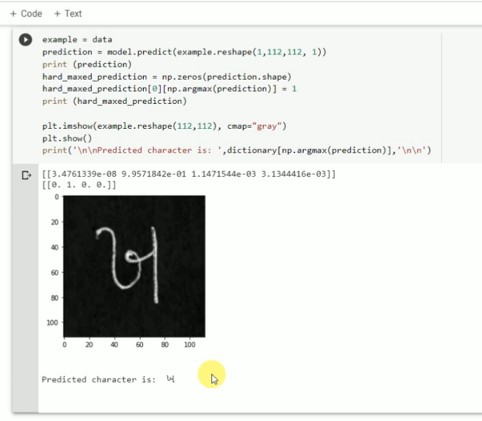 + Code + Text
example = data
prediction = model.predict(example.reshape(1,112,112, 1))
print (prediction)
hard_maxed_prediction = np.zeros(prediction.shape)
hard_maxed_prediction[0][np.argmax(prediction)] = 1
print (hard_maxed_prediction)
plt.imshow(example.reshape(112,112), cmap="gray")
plt.show()
print('\n\nPredicted character is: ',dictionary[np.argmax(prediction)],'\n\n')
[[3.4761339e-08 9.9571842e-01 1.1471544e-03 3.1344416e-03]]
[[0. 1. 0. 0.]]
0
20
40
ખ
60
80
100
0 20 40 60 80 100
Predicted character is: ખ